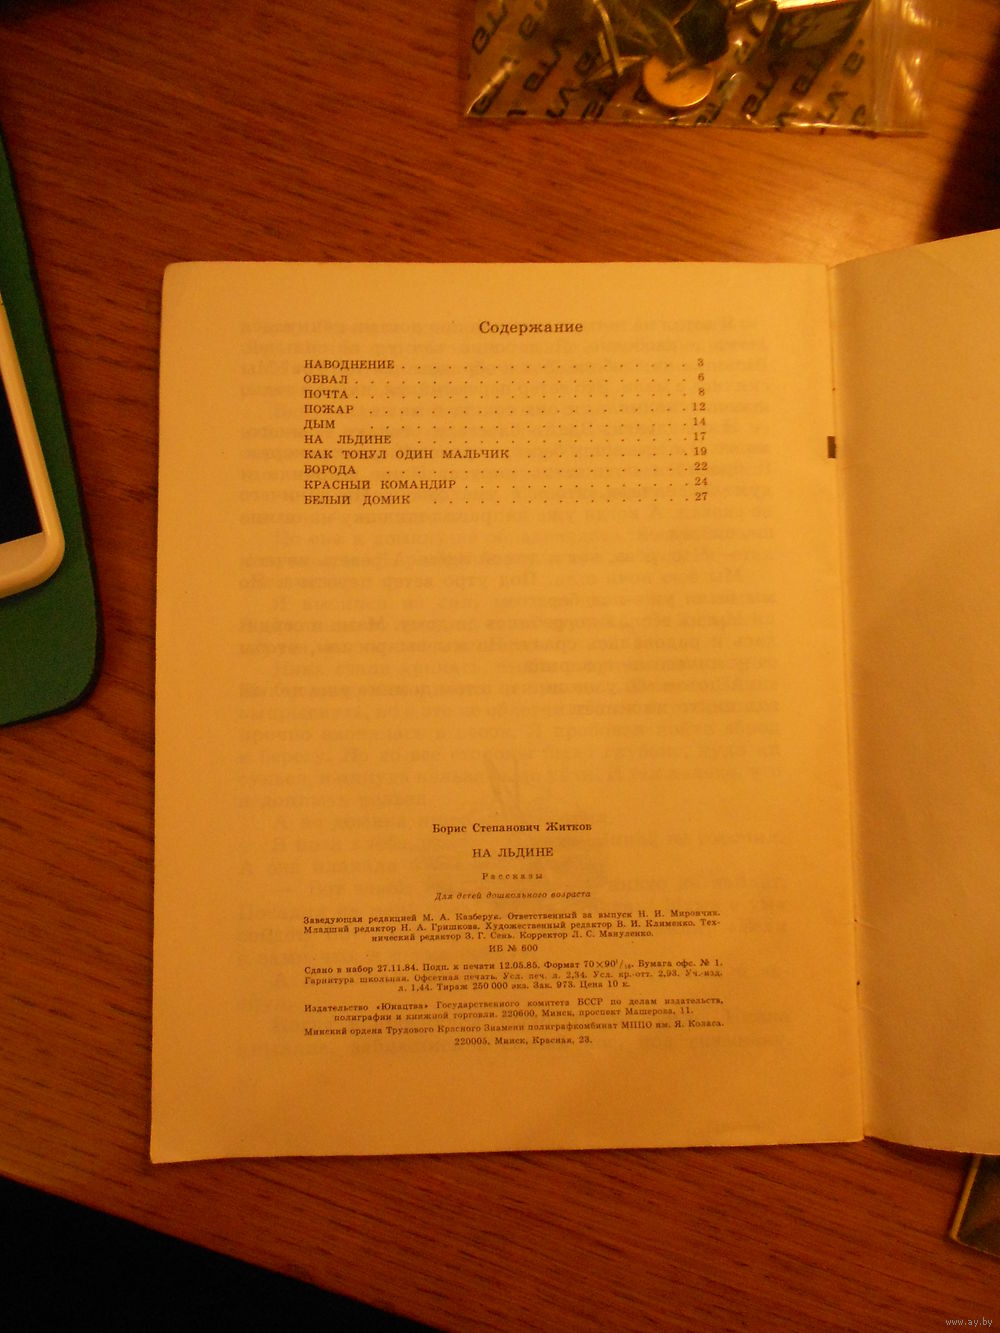 Содержание
НАВОДНЕНИЕ . . . . . . . . . . . . . . . . . . . 3
ОБВАЛ . . . . . . . . . . . . . . . . . . . . . . 6
ПОЧТА . . . . . . . . . . . . . . . . . . . . . . 8
ПОЖАР . . . . . . . . . . . . . . . . . . . . . 12
ДЫМ . . . . . . . . . . . . . . . . . . . . . 14
НА ЛЬДИНЕ . . . . . . . . . . . . . . . . . . 17
КАК ТОНУЛ ОДИН МАЛЬЧИК . . . . . . . . . . . 19
БОРОДА . . . . . . . . . . . . . . . . . . . . 22
КРАСНЫЙ КОМАНДИР . . . . . . . . . . . . . . . 24
БЕЛЫЙ ДОМИК . . . . . . . . . . . . . . . . . 27
Борис Степанович Житков
НА ЛЬДИНЕ
Рассказы
Для детей дошкольного возраста
Заведующая редакцией М. А. Казберук. Ответственный за выпуск Н. И. Мировчик.
Младший редактор Н. А. Гришкова. Художественный редактор В. И. Клименко. Тех-
нический редактор З. Г. Сень. Корректор Л. С. Мануленко.
ИБ № 600
Сдано в набор 27.11.84. Подп. к печати 12.05.85. Формат 70×90¹/₁₆. Бумага офс. № 1.
Гарнитура школьная. Офсетная печать. Усл. печ. л. 2,34. Усл. кр.-отт. 2,93. Уч.-изд.
л. 1,44. Тираж 250 000 экз. Зак. 973. Цена 10 к.
Издательство «Юнацтва» Государственного комитета БССР по делам издательств,
полиграфии и книжной торговли. 220600, Минск, проспект Машерова, 11.
Минский ордена Трудового Красного Знамени полиграфкомбинат МППО им. Я. Коласа.
220005, Минск, Красная, 23.
www.ay.by